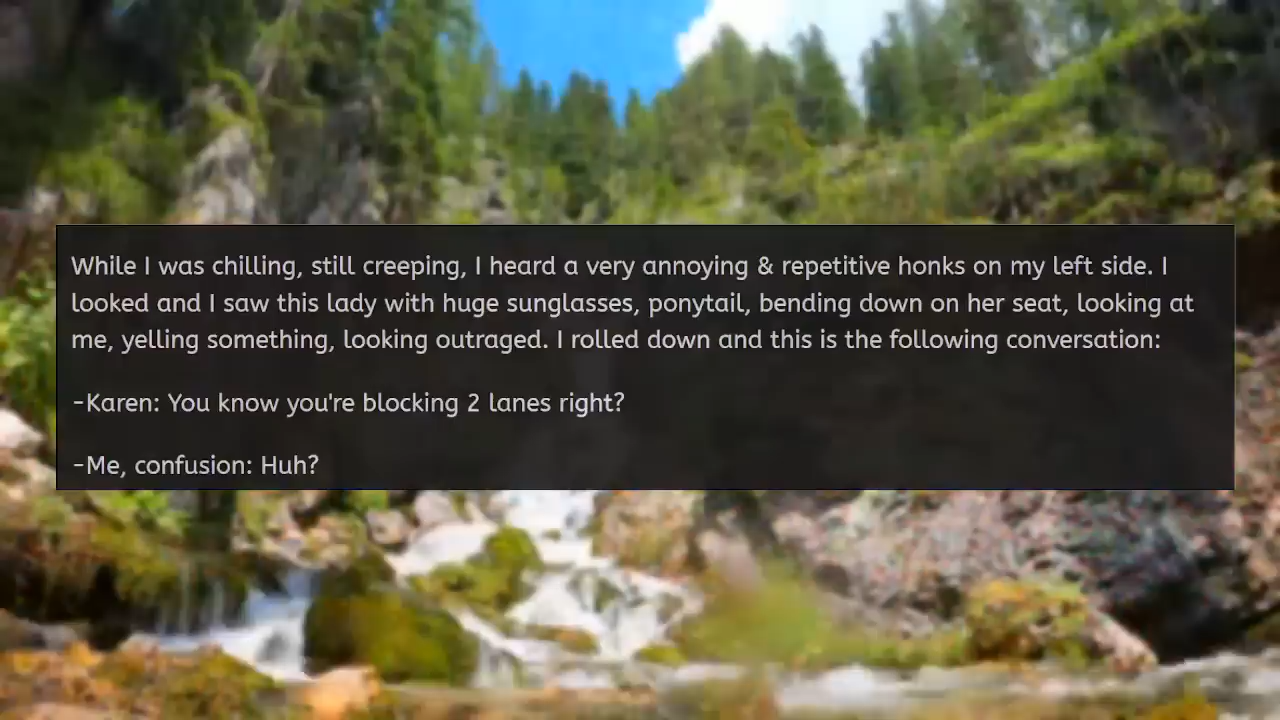 While I was chilling, still creeping, I heard a very annoying & repetitive honks on my left side. I
looked and I saw this lady with huge sunglasses, ponytail, bending down on her seat, looking at
me, yelling something, looking outraged. I rolled down and this is the following conversation:
-Karen: You know you're blocking 2 lanes right?
-Me, confusion: Huh?